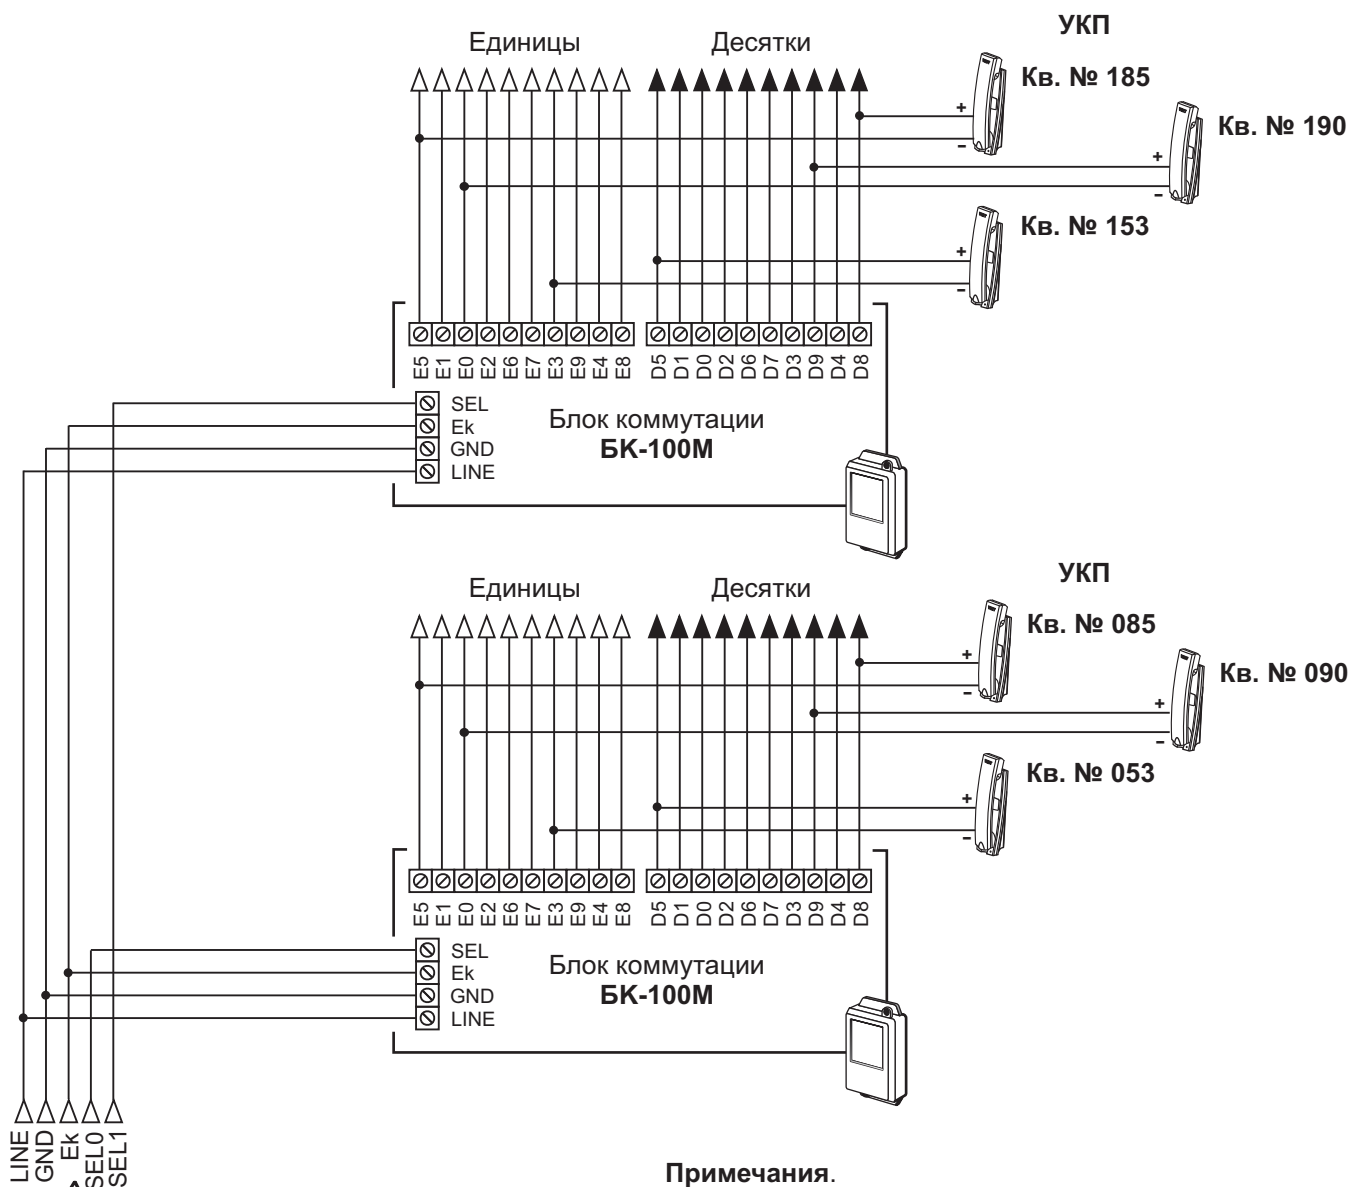 УКП
Единицы
Десятки
Кв. № 185
Кв. № 190
+
−
+
−
Кв. № 153
+
−
E5 E1 E0 E2 E6 E7 E3 E9 E4 E8
D5 D1 D0 D2 D6 D7 D3 D9 D4 D8
SEL
Ek
GND
LINE
Блок коммутации
БК-100М
УКП
Единицы
Десятки
Кв. № 085
Кв. № 090
+
−
+
−
Кв. № 053
+
−
E5 E1 E0 E2 E6 E7 E3 E9 E4 E8
D5 D1 D0 D2 D6 D7 D3 D9 D4 D8
SEL
Ek
GND
LINE
Блок коммутации
БК-100М
LINE
GND
Ek
SEL0
SEL1
Примечания.